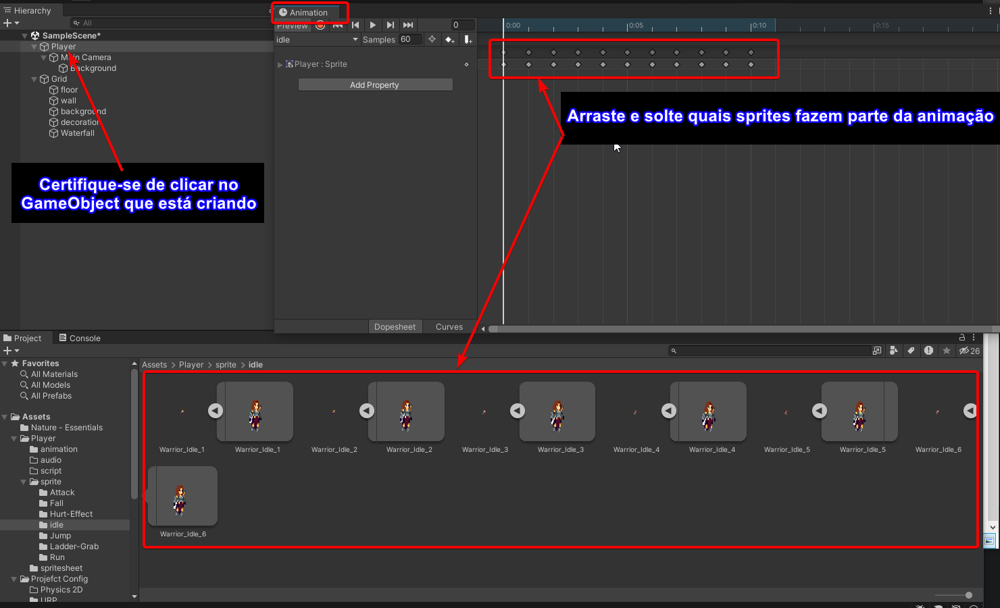 Hierarchy
All
SampleScene*
Player
Main Camera
Background
Grid
floor
wall
background
decoration
Waterfall
Certifique-se de clicar no
GameObject que está criando
Animation
Preview
0
0:00
0:05
0:10
0:15
idle
Samples
60
Player : Sprite
Add Property
Arraste e solte quais sprites fazem parte da animação
Dopesheet
Curves
Project
Console
26
Favorites
All Materials
All Models
All Prefabs
Assets
Nature - Essentials
Player
animation
audio
script
sprite
Attack
Fall
Hurt-Effect
idle
Jump
Ladder-Grab
Run
spritesheet
Projefct Config
Physics 2D
URP
Assets > Player > sprite > idle
Warrior_Idle_1
Warrior_Idle_1
Warrior_Idle_2
Warrior_Idle_2
Warrior_Idle_3
Warrior_Idle_3
Warrior_Idle_4
Warrior_Idle_4
Warrior_Idle_5
Warrior_Idle_5
Warrior_Idle_6
Warrior_Idle_6